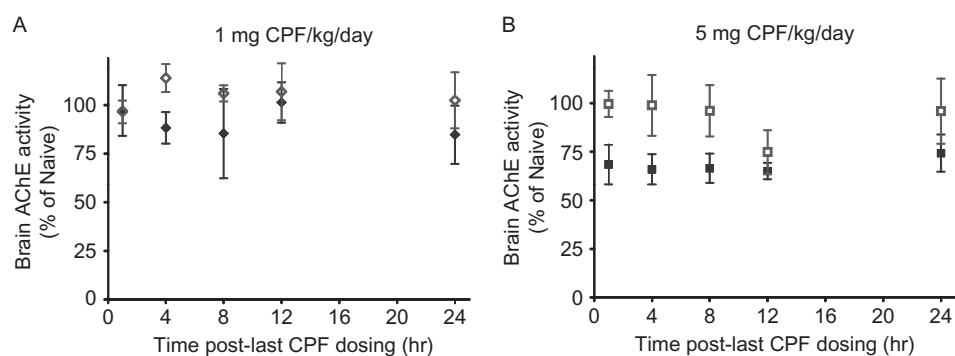 A
1 mg CPF/kg/day
Brain AChE activity
(% of Naive)
100
75
50
25
0
0 4 8 12 16 20 24
Time post-last CPF dosing (hr)
B
5 mg CPF/kg/day
Brain AChE activity
(% of Naive)
100
75
50
25
0
0 4 8 12 16 20 24
Time post-last CPF dosing (hr)